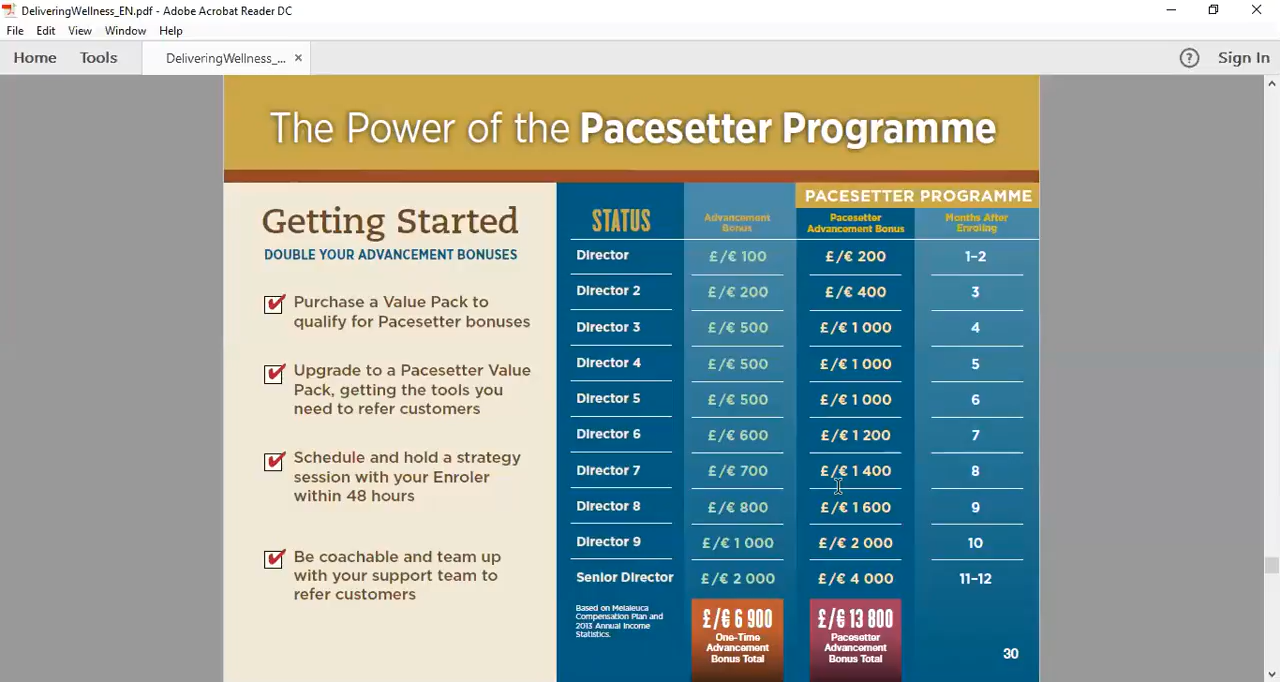 DeliveringWellness_EN.pdf - Adobe Acrobat Reader DC
File Edit View Window Help
Home Tools DeliveringWellness_... × ? Sign In
The Power of the Pacesetter Programme
Getting Started
DOUBLE YOUR ADVANCEMENT BONUSES
Purchase a Value Pack to
qualify for Pacesetter bonuses
Upgrade to a Pacesetter Value
Pack, getting the tools you
need to refer customers
Schedule and hold a strategy
session with your Enroler
within 48 hours
Be coachable and team up
with your support team to
refer customers
PACESETTER PROGRAMME
STATUS
Advancement
Bonus
Pacesetter
Advancement Bonus
Months After
Enroling
Director £/€ 100 £/€ 200 1–2
Director 2 £/€ 200 £/€ 400 3
Director 3 £/€ 500 £/€ 1 000 4
Director 4 £/€ 500 £/€ 1 000 5
Director 5 £/€ 500 £/€ 1 000 6
Director 6 £/€ 600 £/€ 1 200 7
Director 7 £/€ 700 £/€ 1 400 8
Director 8 £/€ 800 £/€ 1 600 9
Director 9 £/€ 1 000 £/€ 2 000 10
Senior Director £/€ 2 000 £/€ 4 000 11–12
Based on Melaleuca
Compensation Plan and
2013 Annual Income
Statistics.
£/€ 6 900
One-Time
Advancement
Bonus Total
£/€ 13 800
Pacesetter
Advancement
Bonus Total
30